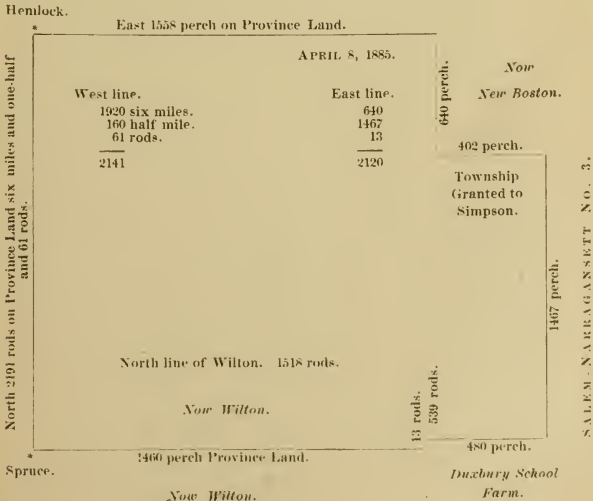 Hemlock.
East 1558 perch on Province Land.
APRIL 8, 1885.
West line.
1920 six miles.
160 half mile.
61 rods.
2141
East line.
640
1467
13
2120
640 perch.
Now
New Boston.
402 perch.
Township
Granted to
Simpson.
North 2191 rods on Province Land six miles and one-half
and 61 rods.
1467 perch.
SALEM-NARRAGANSETT NO. 3.
North line of Wilton. 1518 rods.
Now Wilton.
13 rods.
539 rods.
2460 perch Province Land.
480 perch.
Spruce.
Now Wilton.
Duxbury School
Farm.